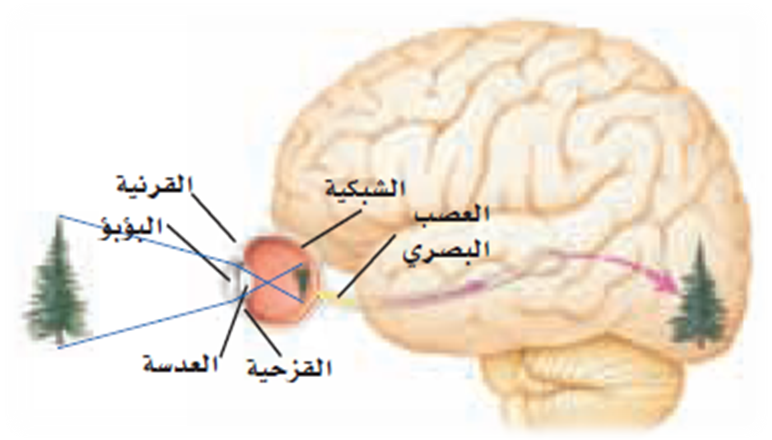 القرنية
الشبكية
البؤبؤ
العصب
البصري
العدسة
القزحية